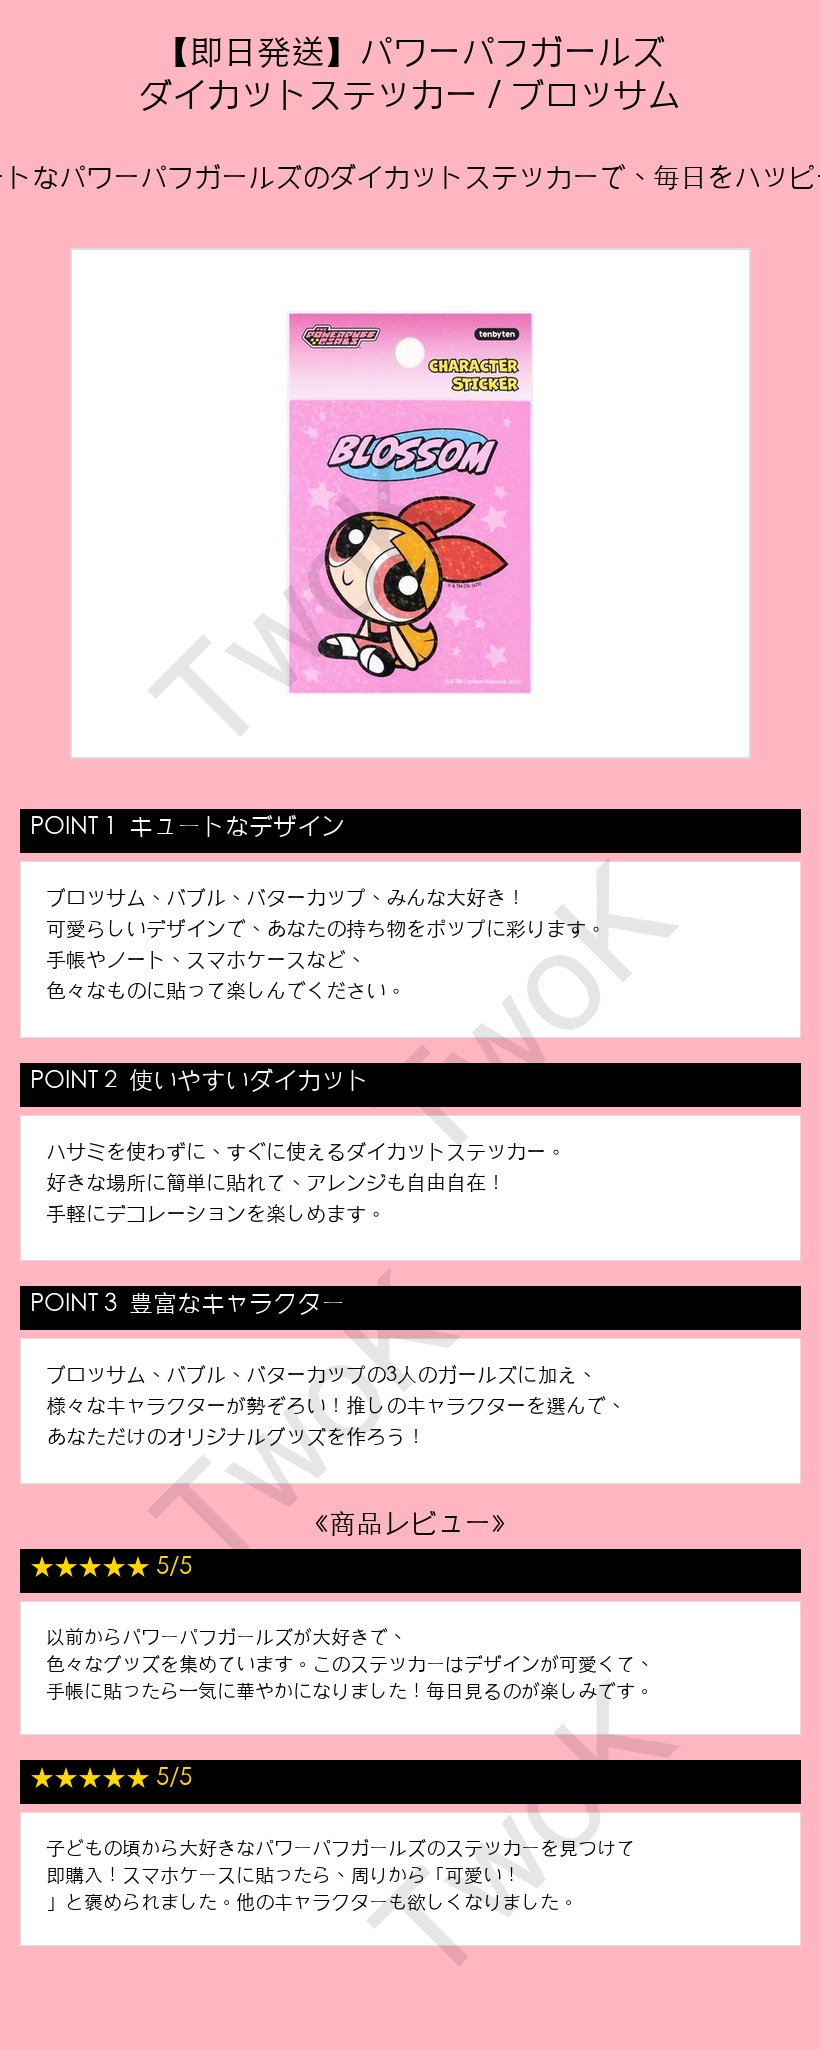 【即日発送】パワーパフガールズ
ダイカットステッカー / ブロッサム
トなパワーパフガールズのダイカットステッカーで、毎日をハッピ
THE POWERPUFF GIRLS
tenbyten
CHARACTER
STICKER
BLOSSOM
© & TM CN. (s23)
© & TM Cartoon Network. (s23)
TwoK
POINT 1 キュートなデザイン
ブロッサム、バブル、バターカップ、みんな大好き！
可愛らしいデザインで、あなたの持ち物をポップに彩ります。
手帳やノート、スマホケースなど、
色々なものに貼って楽しんでください。
TwoK
POINT 2 使いやすいダイカット
ハサミを使わずに、すぐに使えるダイカットステッカー。
好きな場所に簡単に貼れて、アレンジも自由自在！
手軽にデコレーションを楽しめます。
POINT 3 豊富なキャラクター
ブロッサム、バブル、バターカップの3人のガールズに加え、
様々なキャラクターが勢ぞろい！推しのキャラクターを選んで、
あなただけのオリジナルグッズを作ろう！
TwoK
《商品レビュー》
★★★★★ 5/5
以前からパワーパフガールズが大好きで、
色々なグッズを集めています。このステッカーはデザインが可愛くて、
手帳に貼ったら一気に華やかになりました！毎日見るのが楽しみです。
★★★★★ 5/5
子どもの頃から大好きなパワーパフガールズのステッカーを見つけて
即購入！スマホケースに貼ったら、周りから「可愛い！
」と褒められました。他のキャラクターも欲しくなりました。
TwoK